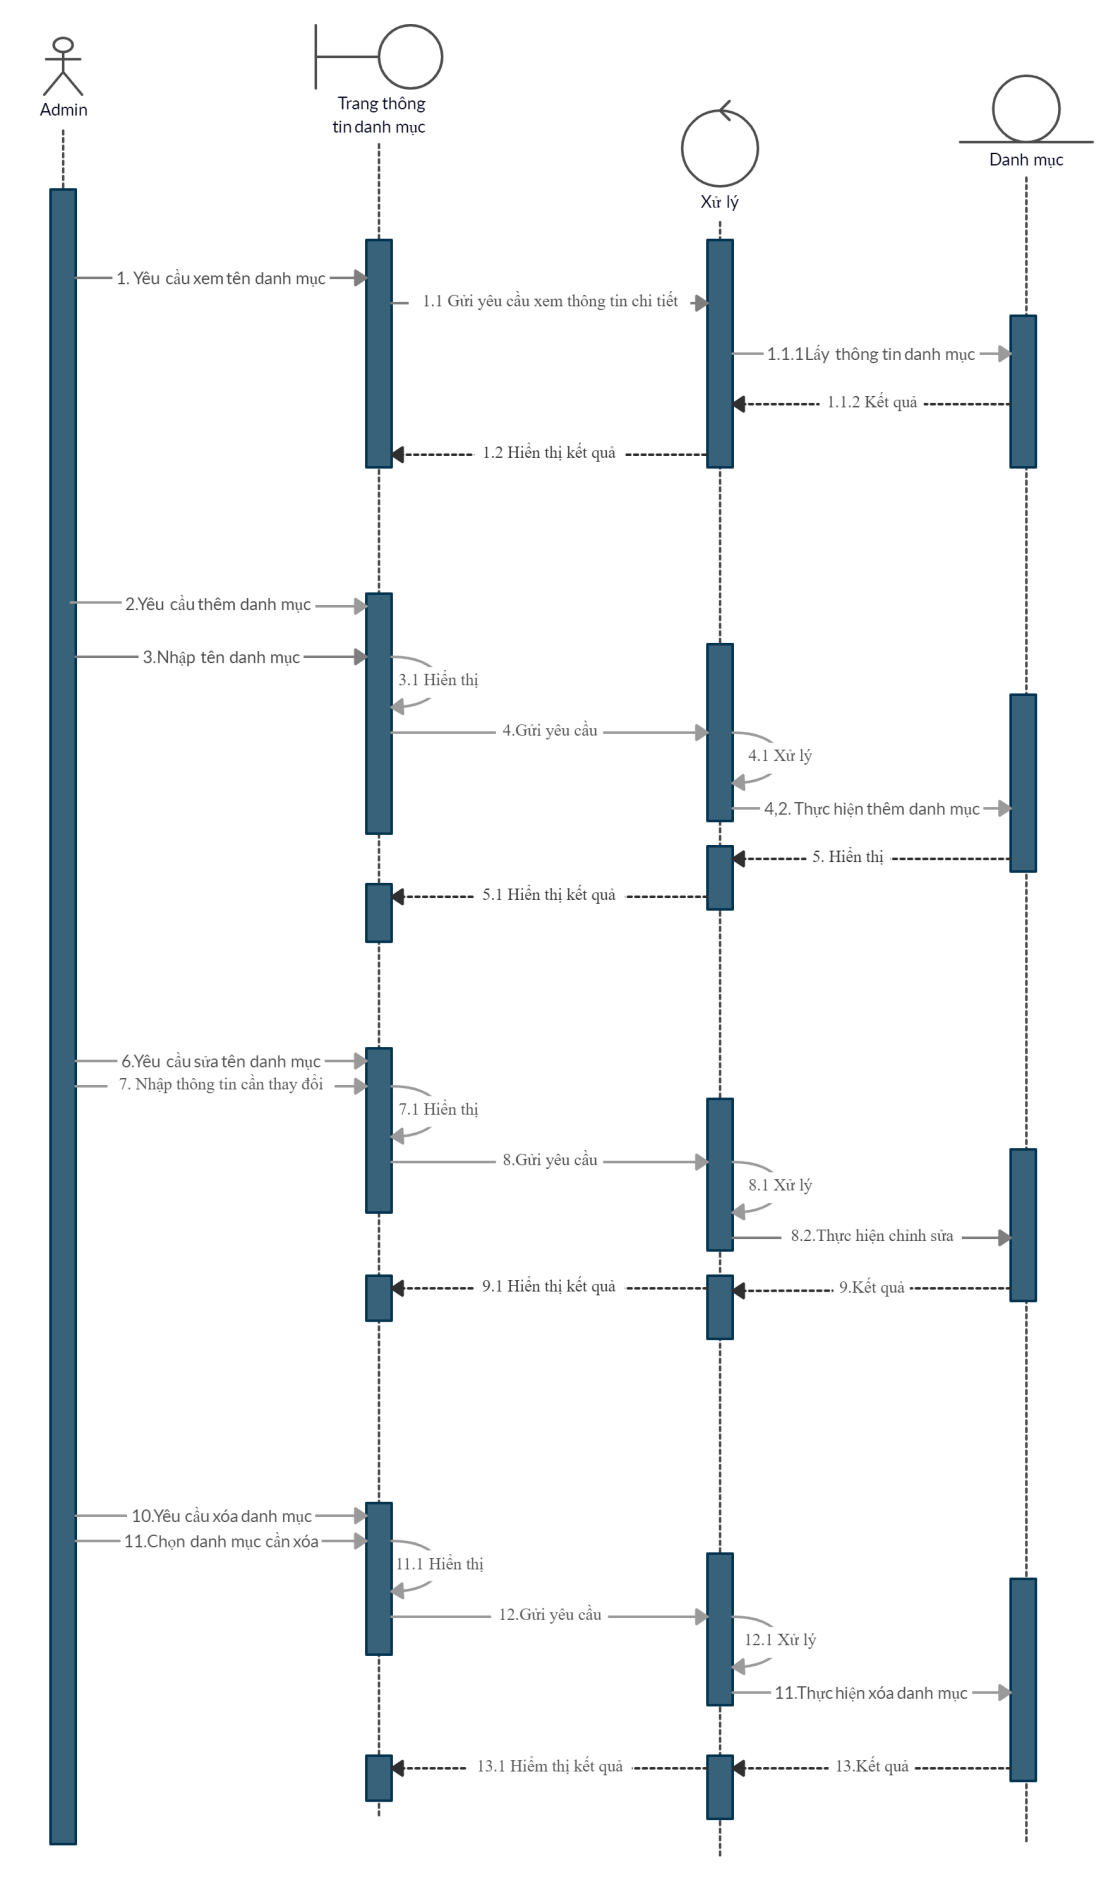 Admin
Trang thông
tin danh mục
Xử lý
Danh mục
1. Yêu cầu xem tên danh mục
1.1 Gửi yêu cầu xem thông tin chi tiết
1.1.1Lấy thông tin danh mục
1.1.2 Kết quả
1.2 Hiển thị kết quả
2.Yêu cầu thêm danh mục
3.Nhập tên danh mục
3.1 Hiển thị
4.Gửi yêu cầu
4.1 Xử lý
4,2. Thực hiện thêm danh mục
5. Hiển thị
5.1 Hiển thị kết quả
6.Yêu cầu sửa tên danh mục
7. Nhập thông tin cần thay đổi
7.1 Hiển thị
8.Gửi yêu cầu
8.1 Xử lý
8.2.Thực hiện chỉnh sửa
9.Kết quả
9.1 Hiển thị kết quả
10.Yêu cầu xóa danh mục
11.Chọn danh mục cần xóa
11.1 Hiển thị
12.Gửi yêu cầu
12.1 Xử lý
11.Thực hiện xóa danh mục
13.Kết quả
13.1 Hiểm thị kết quả